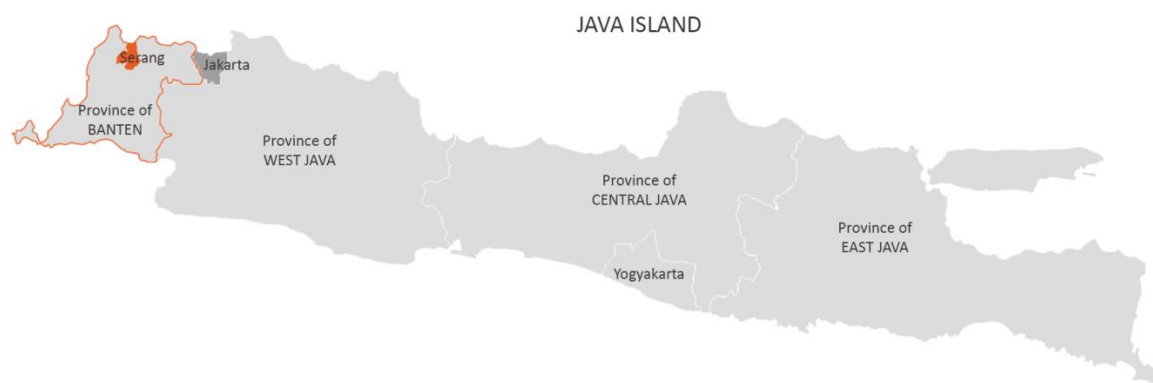 JAVA ISLAND
Serang
Jakarta
Province of
BANTEN
Province of
WEST JAVA
Province of
CENTRAL JAVA
Province of
EAST JAVA
Yogyakarta